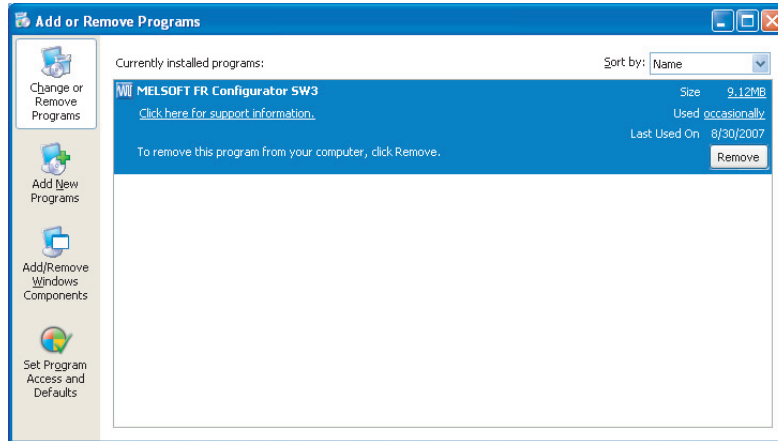 Add or Remove Programs
Change or
Remove
Programs
Add New
Programs
Add/Remove
Windows
Components
Set Program
Access and
Defaults
Currently installed programs:
Sort by: Name
MELSOFT FR Configurator SW3
Size 9.12MB
Click here for support information.
Used occasionally
Last Used On 8/30/2007
To remove this program from your computer, click Remove.
Remove